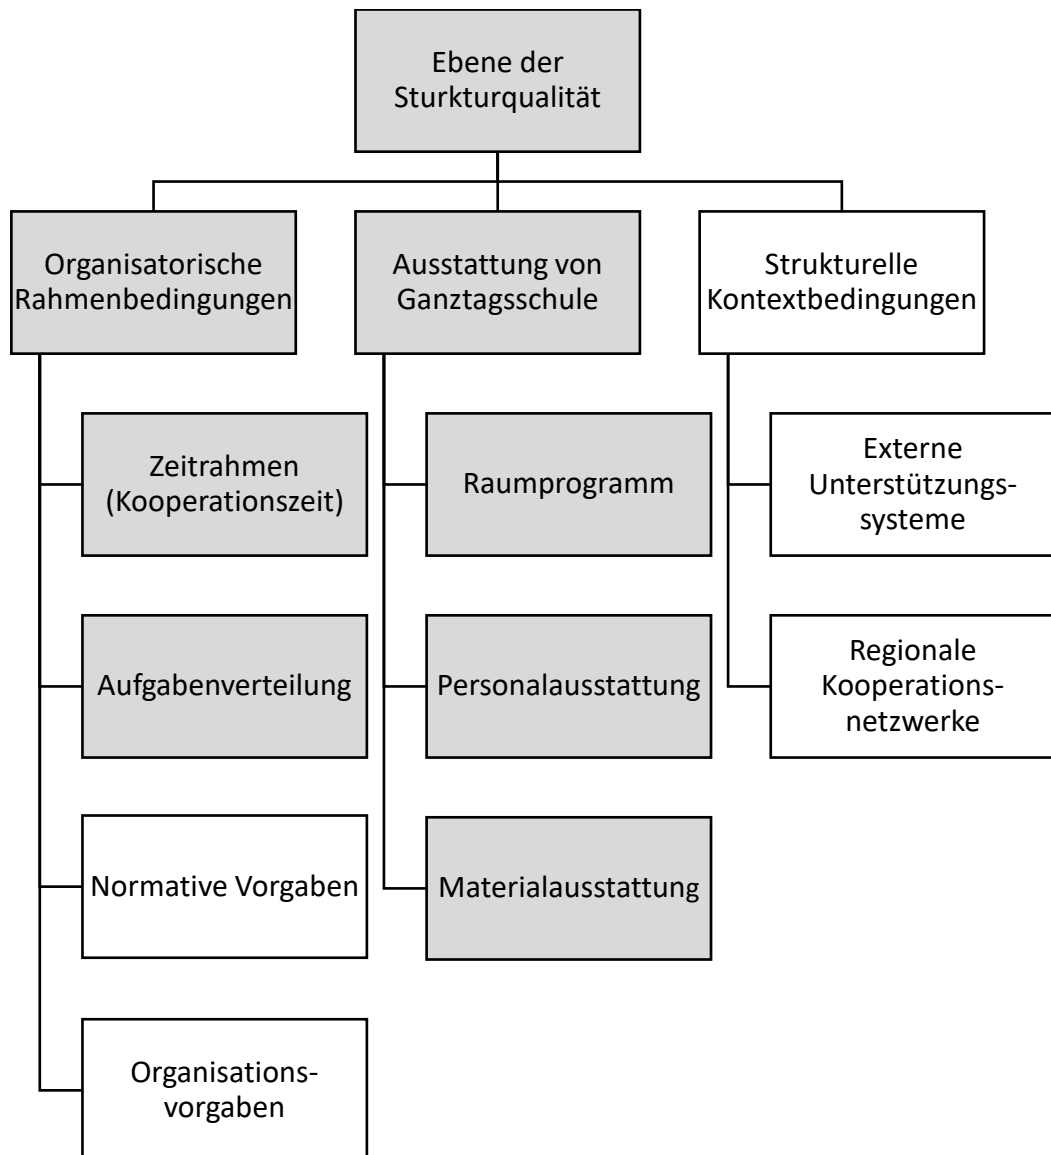 Ebene der
Sturkturqualität
Organisatorische
Rahmenbedingungen
Ausstattung von
Ganztagsschule
Strukturelle
Kontextbedingungen
Zeitrahmen
(Kooperationszeit)
Raumprogramm
Externe
Unterstützungs-
systeme
Aufgabenverteilung
Personalausstattung
Regionale
Kooperations-
netzwerke
Normative Vorgaben
Materialausstattung
Organisations-
vorgaben